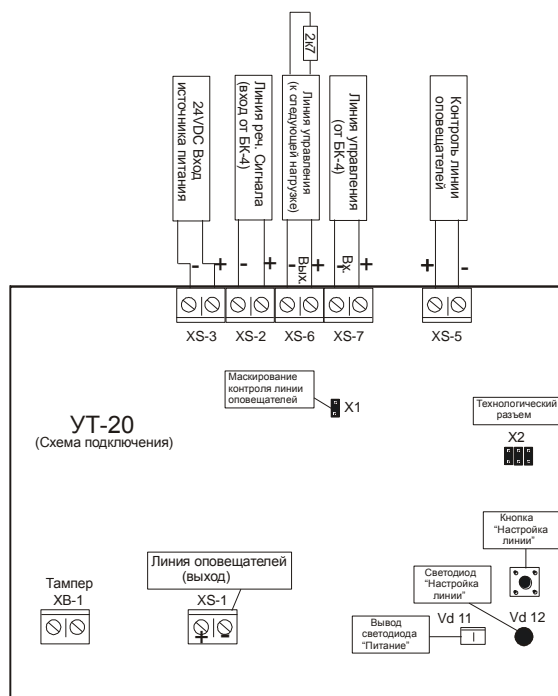 2к7
24VDC Вход
источника питания
Линия реч. Сигнала
(вход от БК-4)
Линия управления
(к следующей нагрузке)
Линия управления
(от БК-4)
Контроль линии
оповещателей
- +
- +
- Вых. +
- Вх. +
+ -
XS-3 XS-2 XS-6 XS-7 XS-5
Маскирование
контроля линии
оповещателей
X1
Технологический
разъем
X2
УТ-20
(Схема подключения)
Кнопка
"Настройка
линии"
Тампер
XB-1
Линия оповещателей
(выход)
XS-1
+ -
Светодиод
"Настройка
линии"
Vd 11
Vd 12
Вывод
светодиода
"Питание"